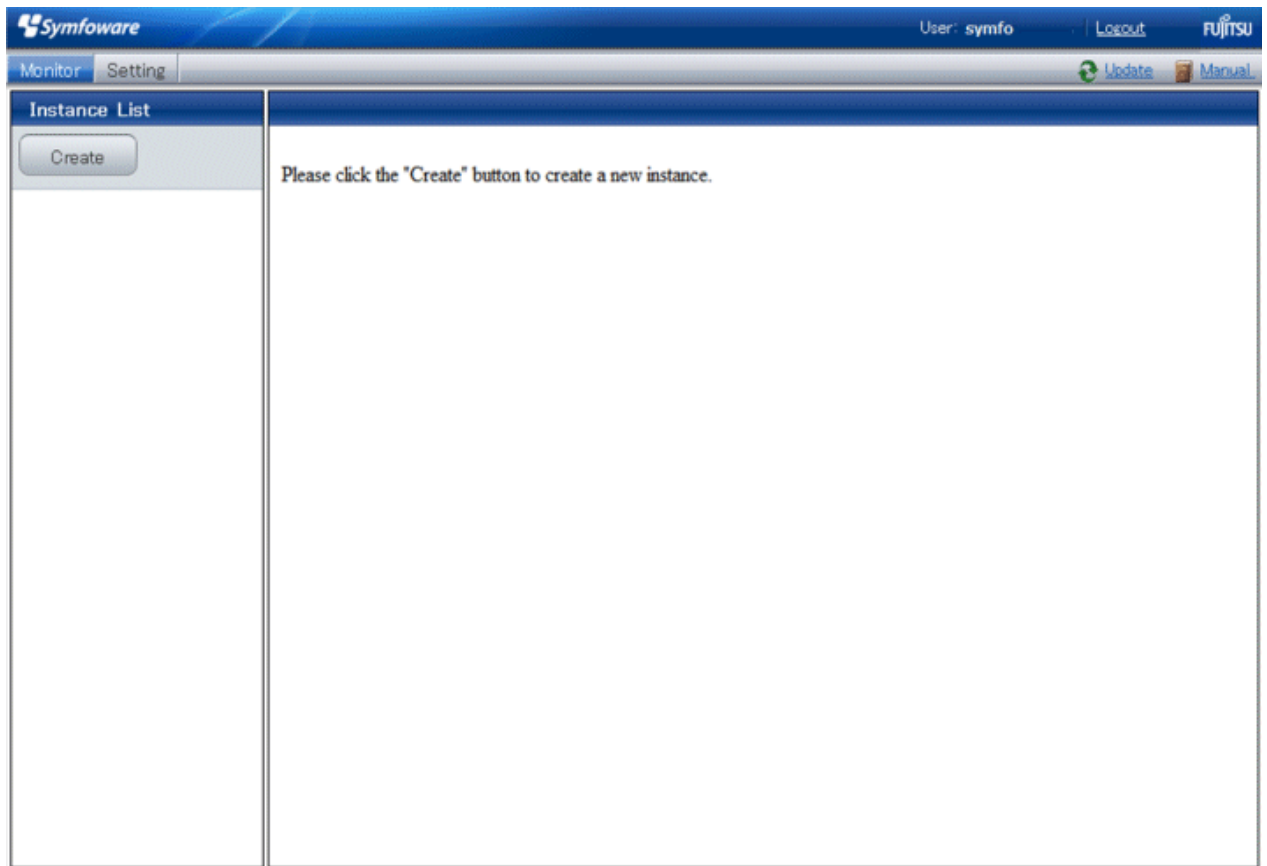 Symfoware
User: symfo | Logout FUJITSU
Monitor Setting Update Manual
Instance List
Create
Please click the "Create" button to create a new instance.